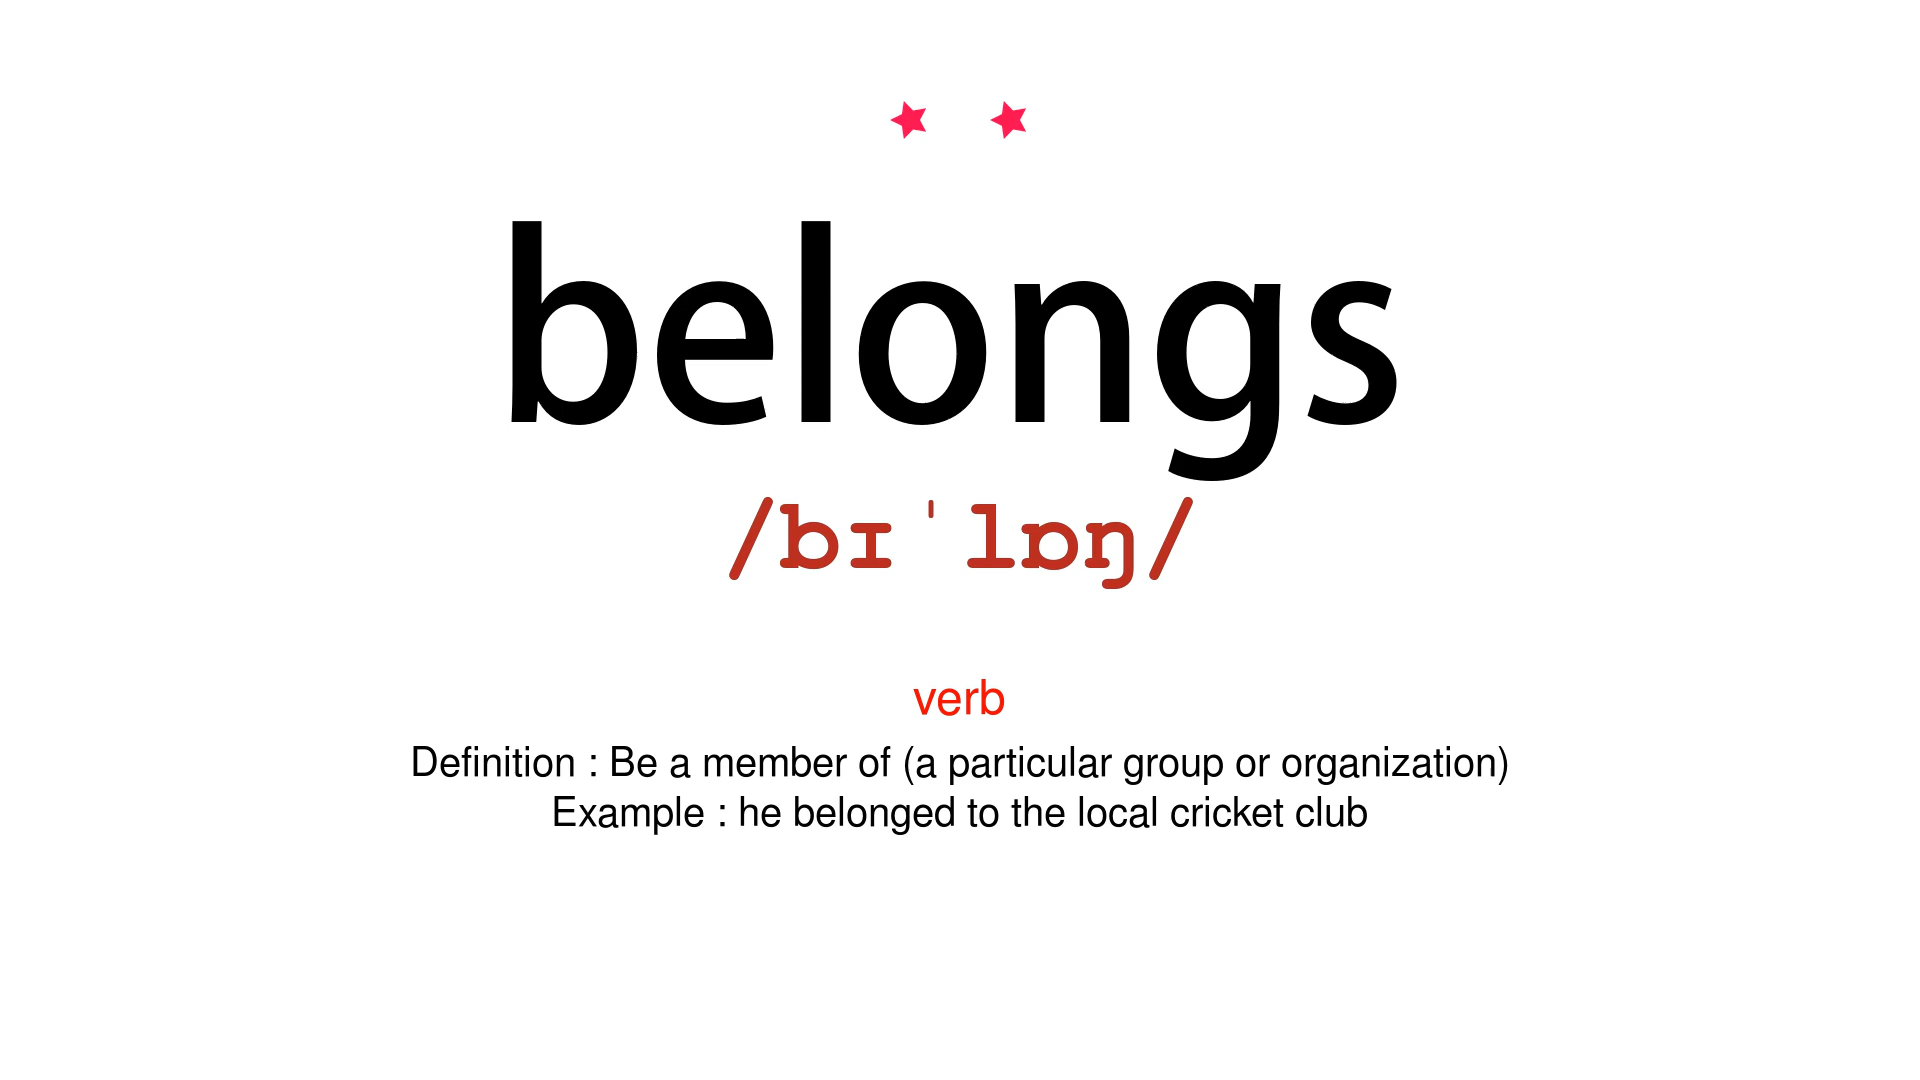 belongs
/bɪˈlɒŋ/
verb
Definition : Be a member of (a particular group or organization)
Example : he belonged to the local cricket club